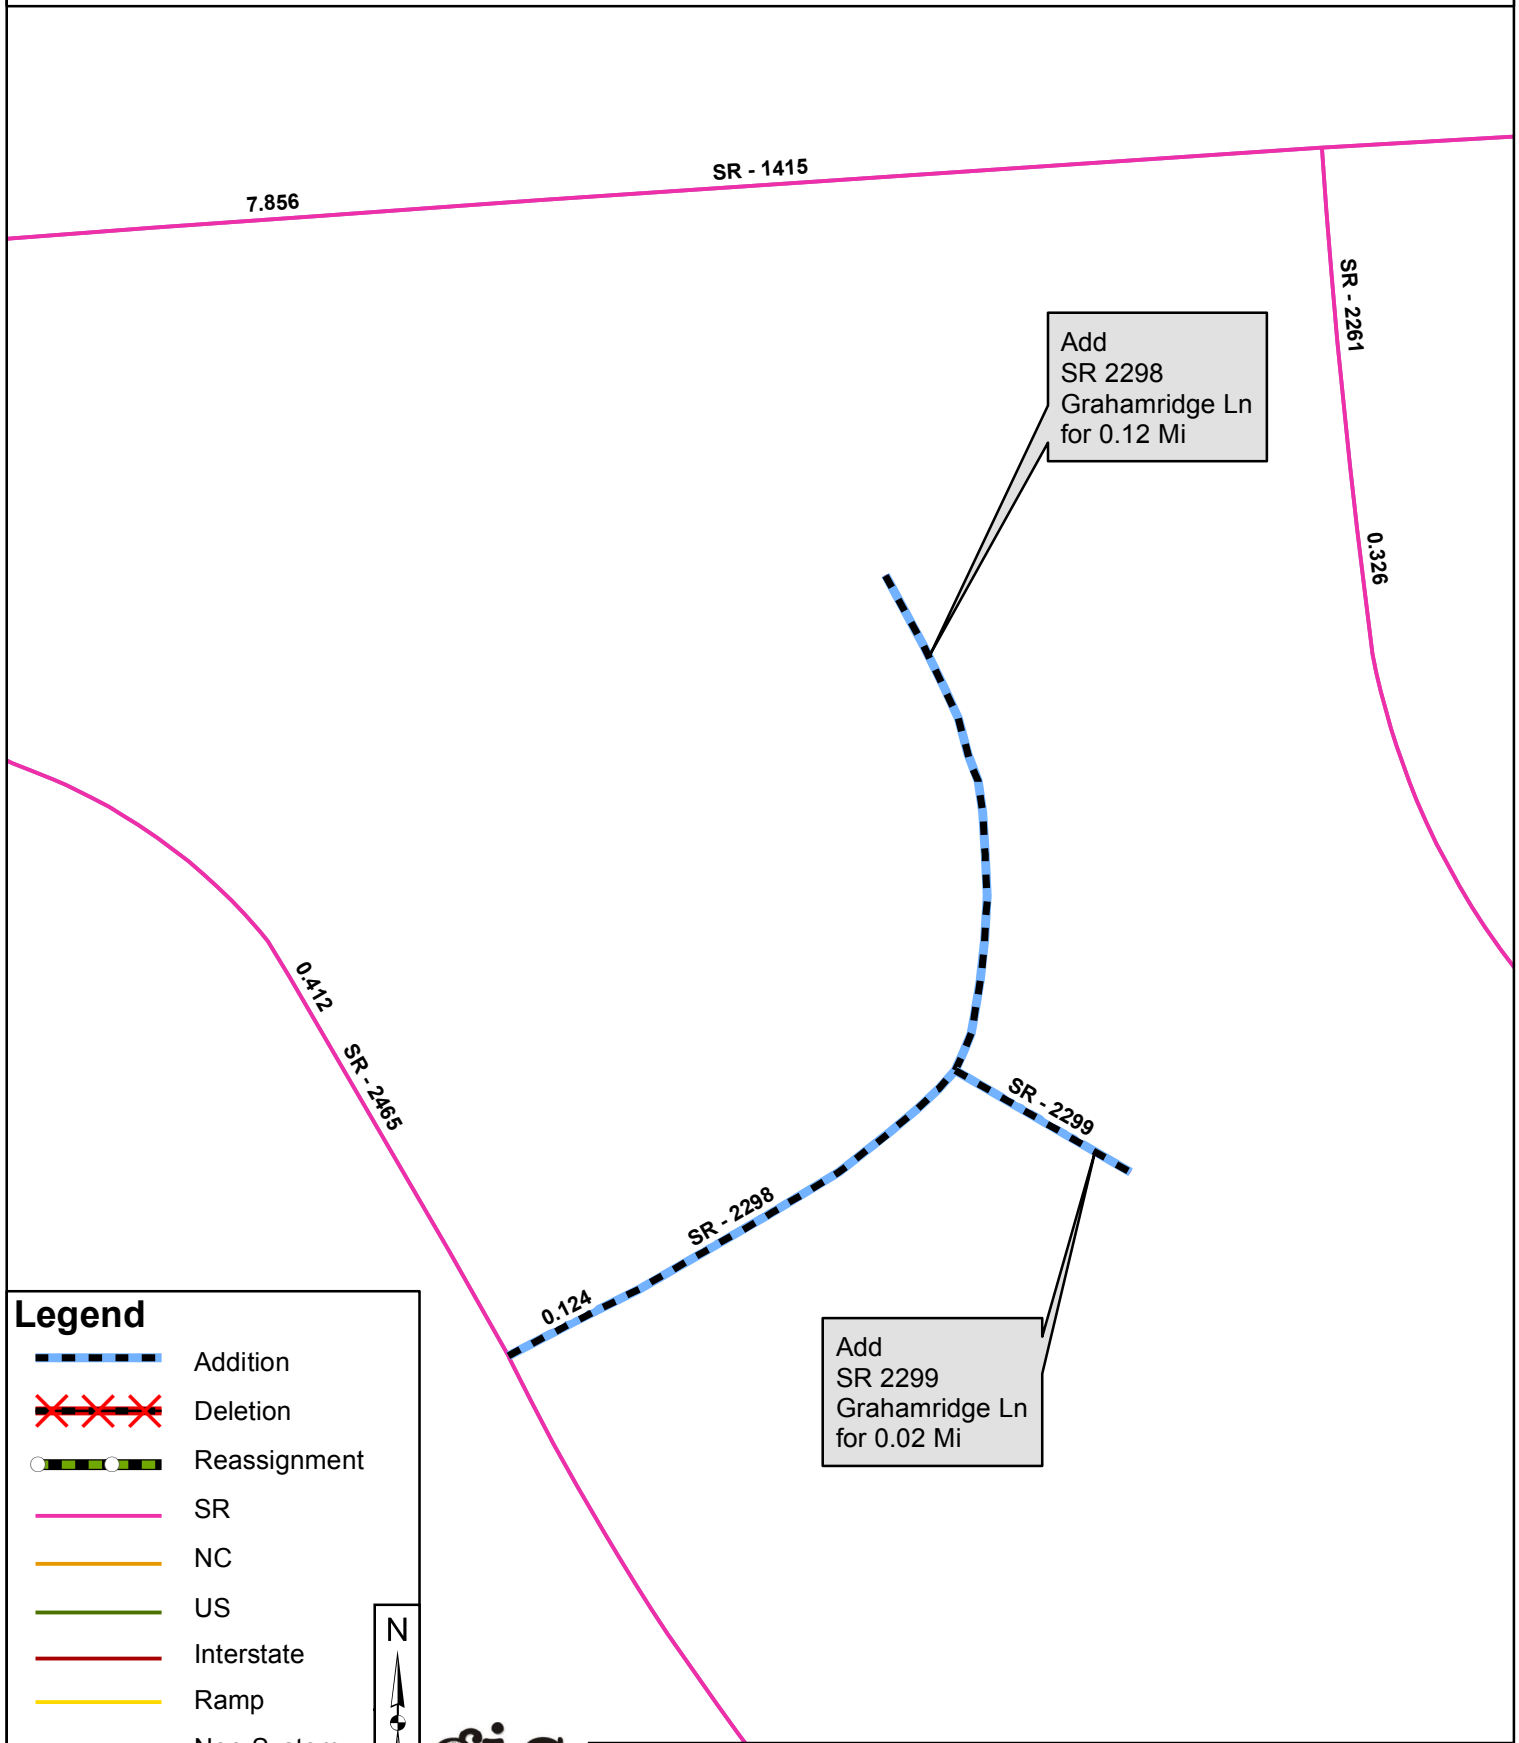 SR - 1415
7.856
SR - 2261
Add
SR 2298
Grahamridge Ln
for 0.12 Mi
0.326
0.412
SR - 2465
SR - 2299
SR - 2298
0.124
Add
SR 2299
Grahamridge Ln
for 0.02 Mi
Legend
Addition
Deletion
Reassignment
SR
NC
US
Interstate
Ramp
N